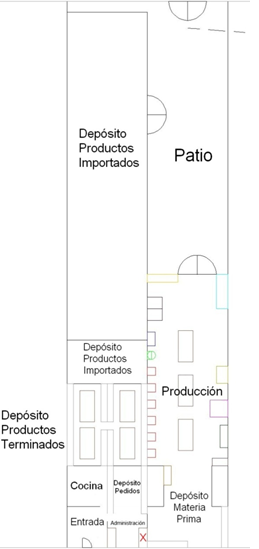 Depósito
Productos
Importados
Patio
Depósito
Productos
Importados
Producción
Depósito
Productos
Terminados
Cocina
Depósito
Pedidos
Depósito
Materia
Prima
Entrada
Administración
X